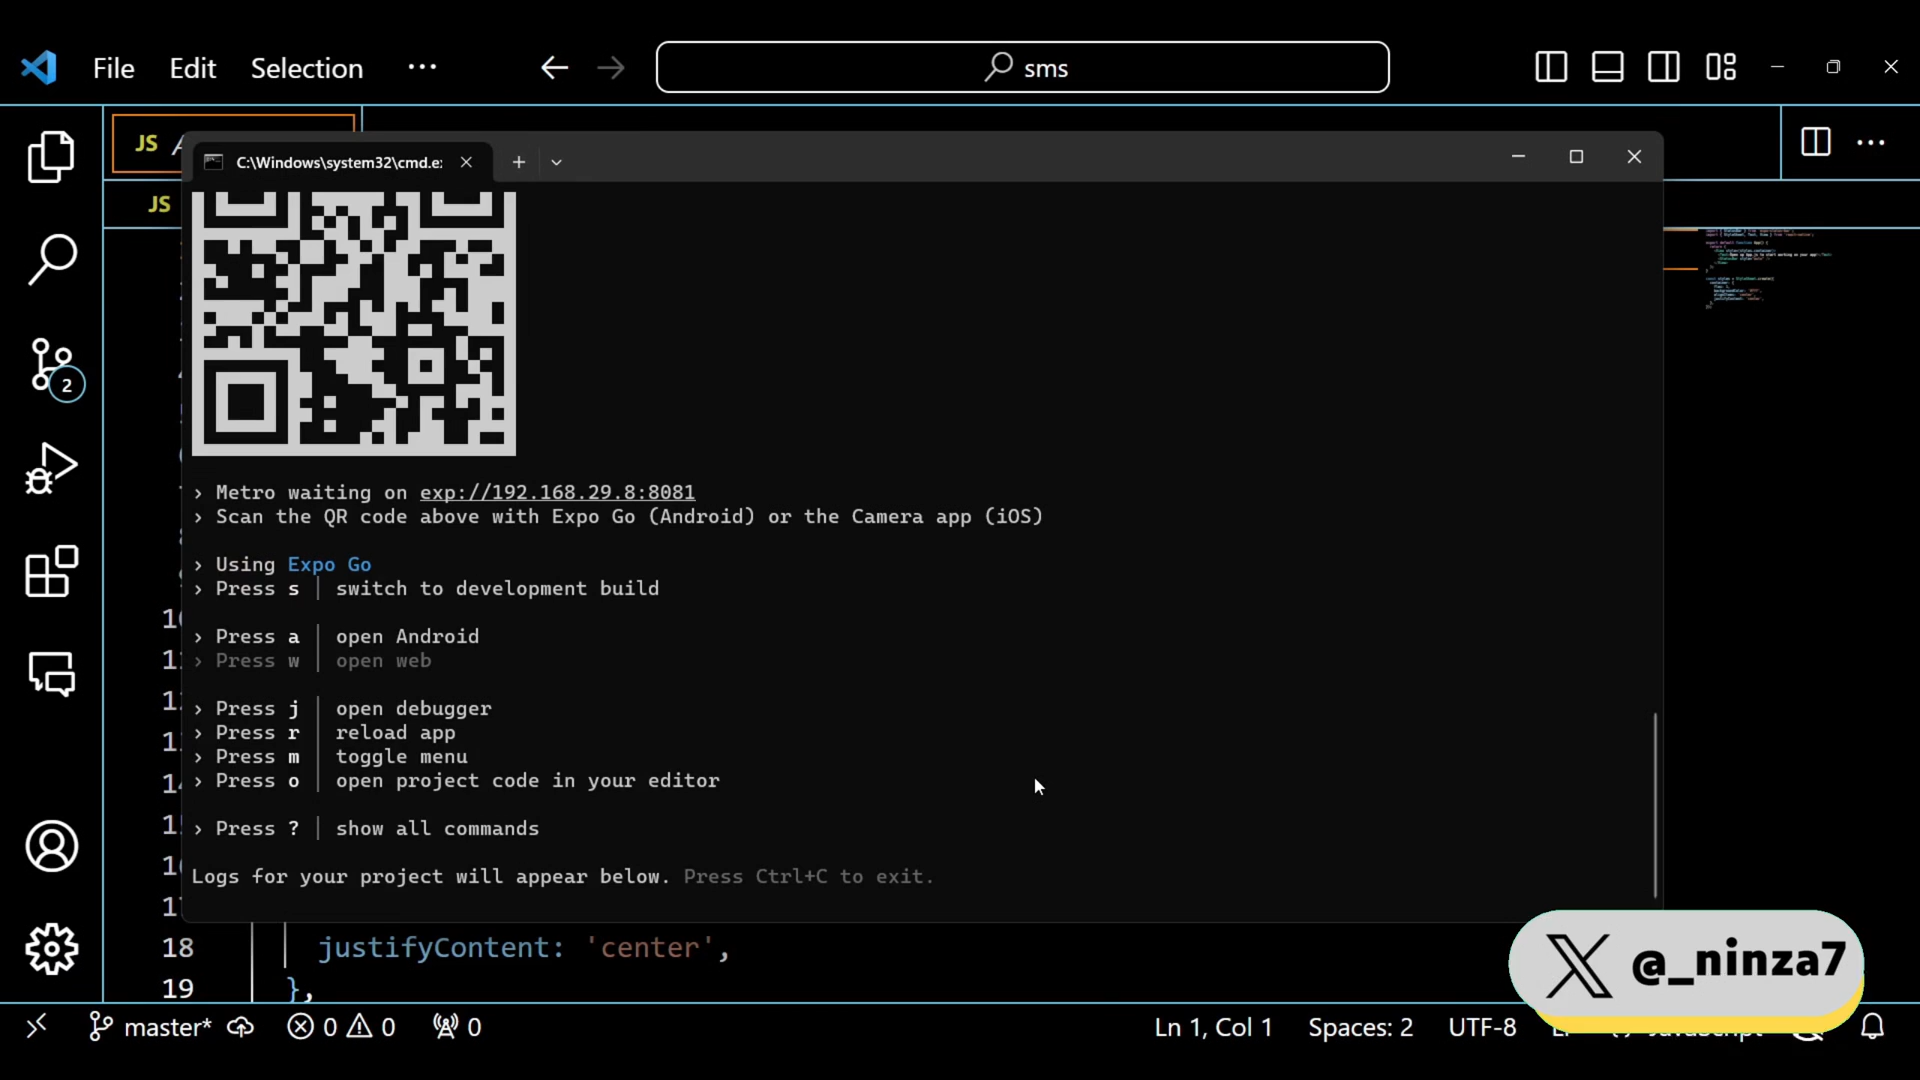 File Edit Selection ···
sms
JS
C:\Windows\system32\cmd.e:
JS
> Metro waiting on exp://192.168.29.8:8081
> Scan the QR code above with Expo Go (Android) or the Camera app (iOS)
> Using Expo Go
> Press s │ switch to development build
> Press a │ open Android
> Press w │ open web
> Press j │ open debugger
> Press r │ reload app
> Press m │ toggle menu
> Press o │ open project code in your editor
> Press ? │ show all commands
Logs for your project will appear below. Press Ctrl+C to exit.
18 justifyContent: 'center',
19 },
2
X @_ninza7
master* 0 0 0 Ln 1, Col 1 Spaces: 2 UTF-8